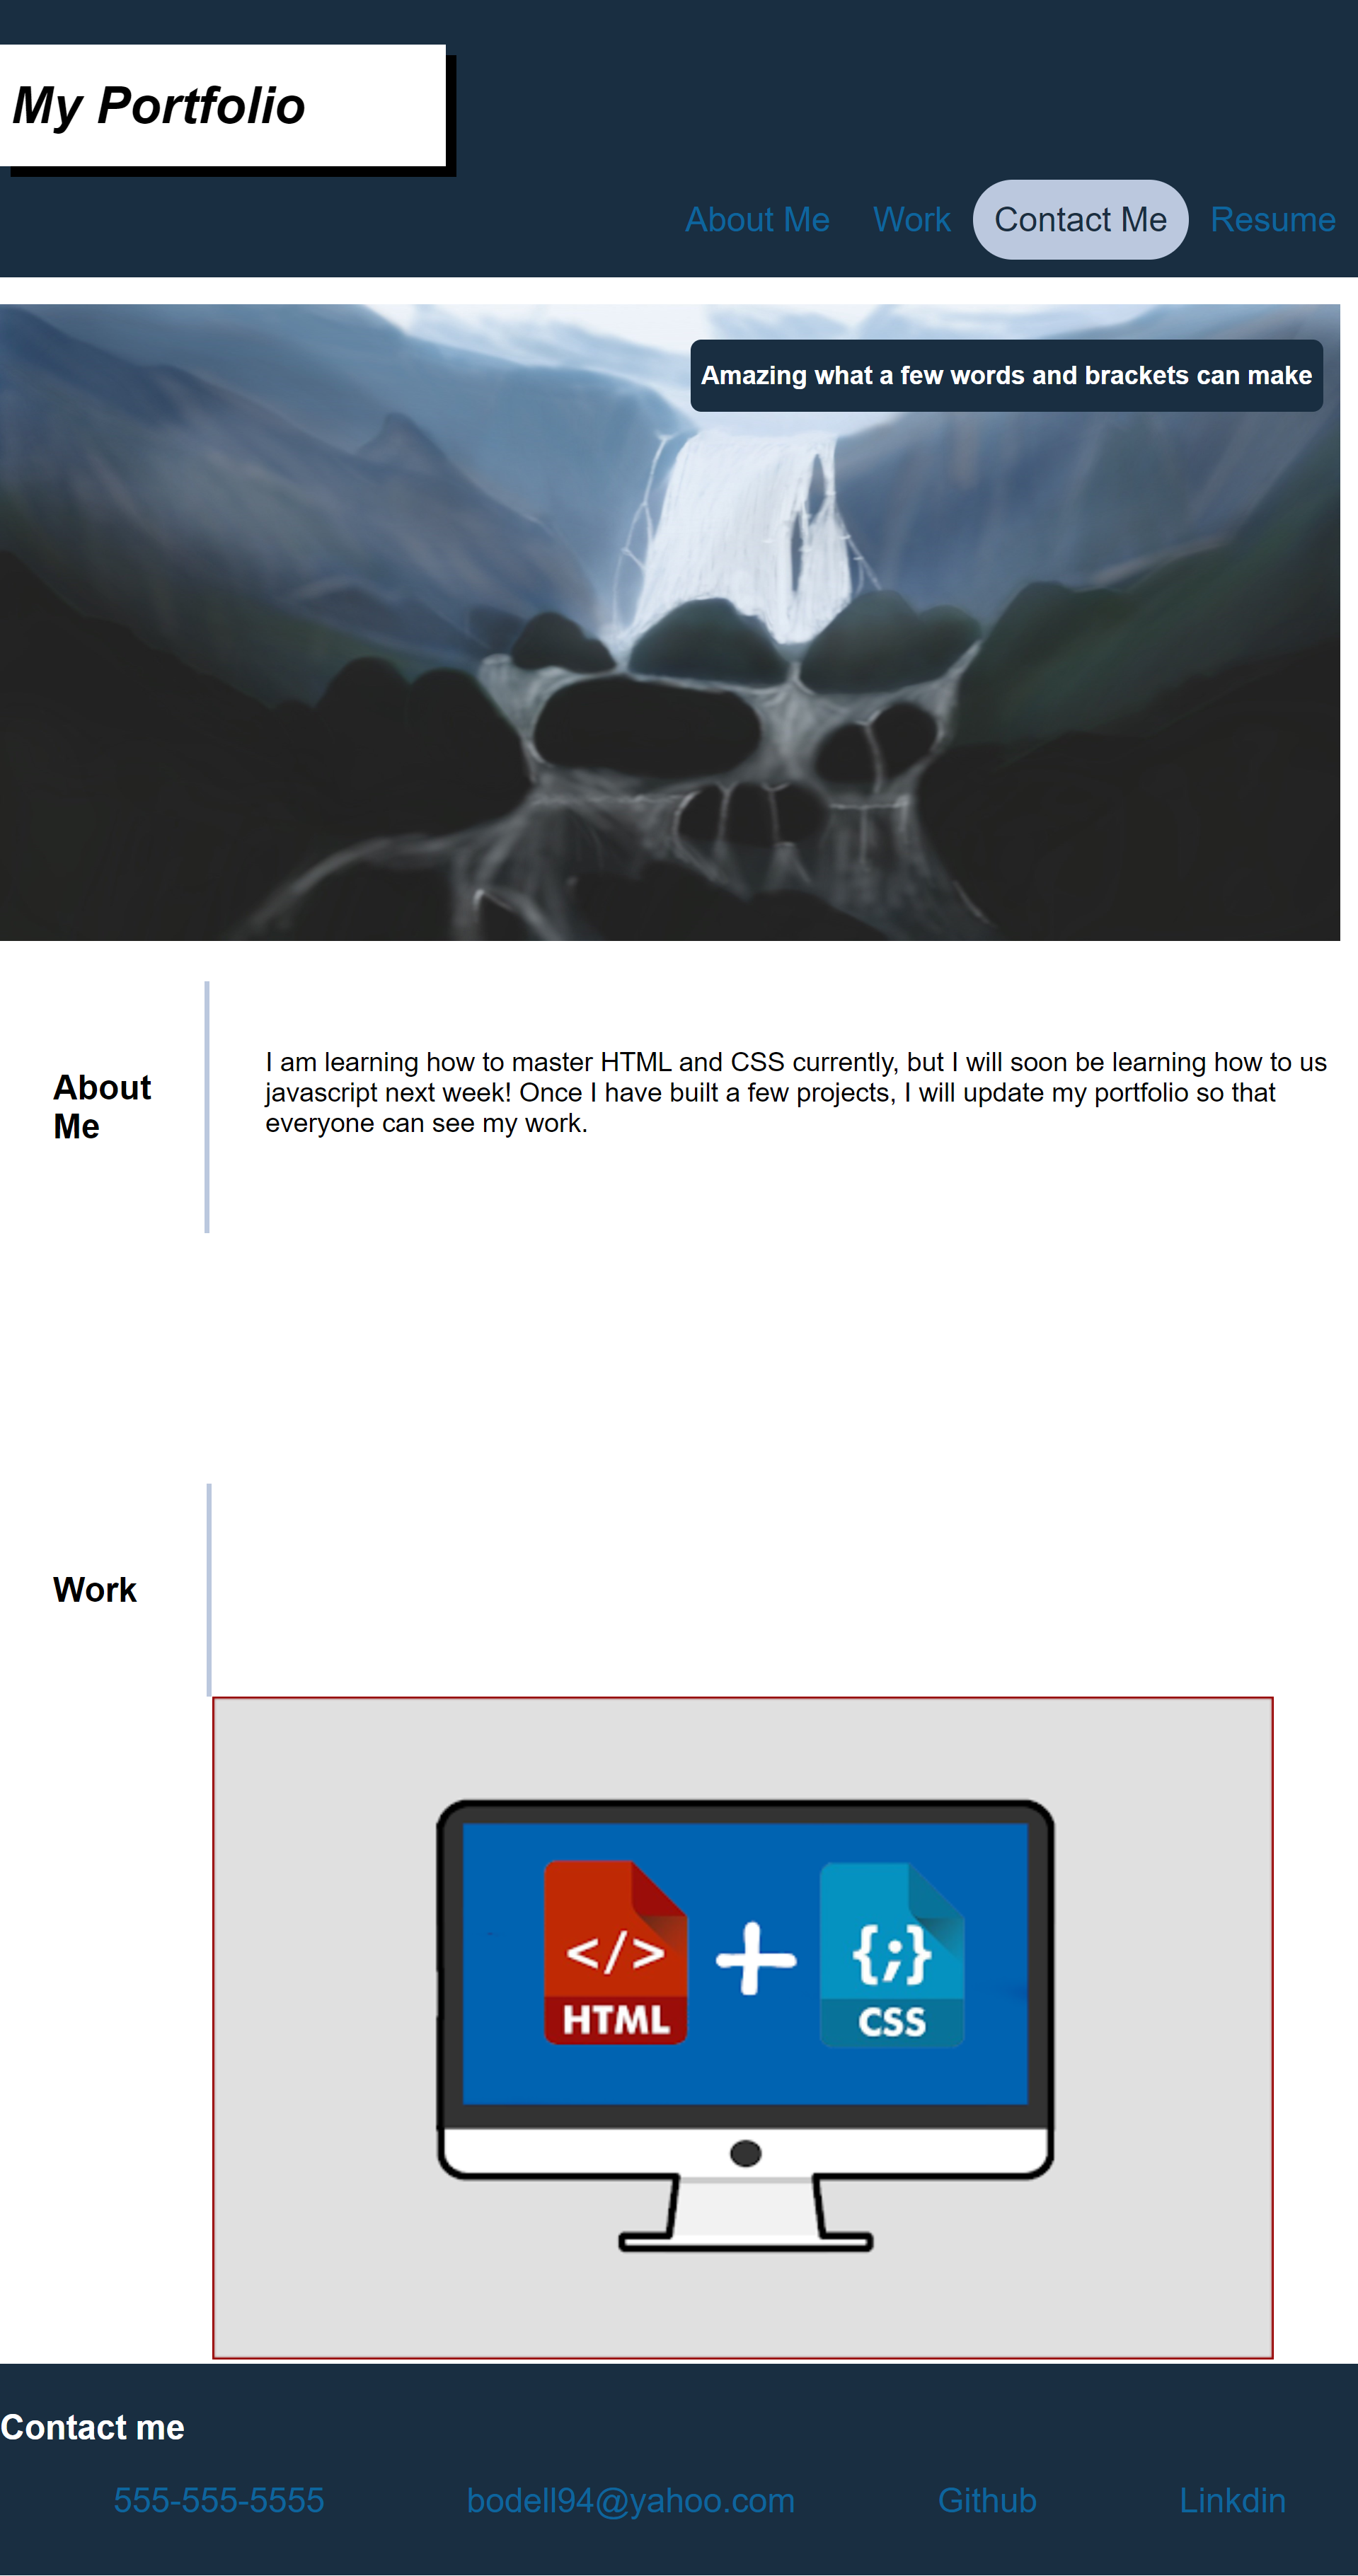 My Portfolio
About Me Work Contact Me Resume
Amazing what a few words and brackets can make
About
Me
I am learning how to master HTML and CSS currently, but I will soon be learning how to us
javascript next week! Once I have built a few projects, I will update my portfolio so that
everyone can see my work.
Work
</> {;}
HTML + CSS
Contact me
555-555-5555 bodell94@yahoo.com Github Linkdin